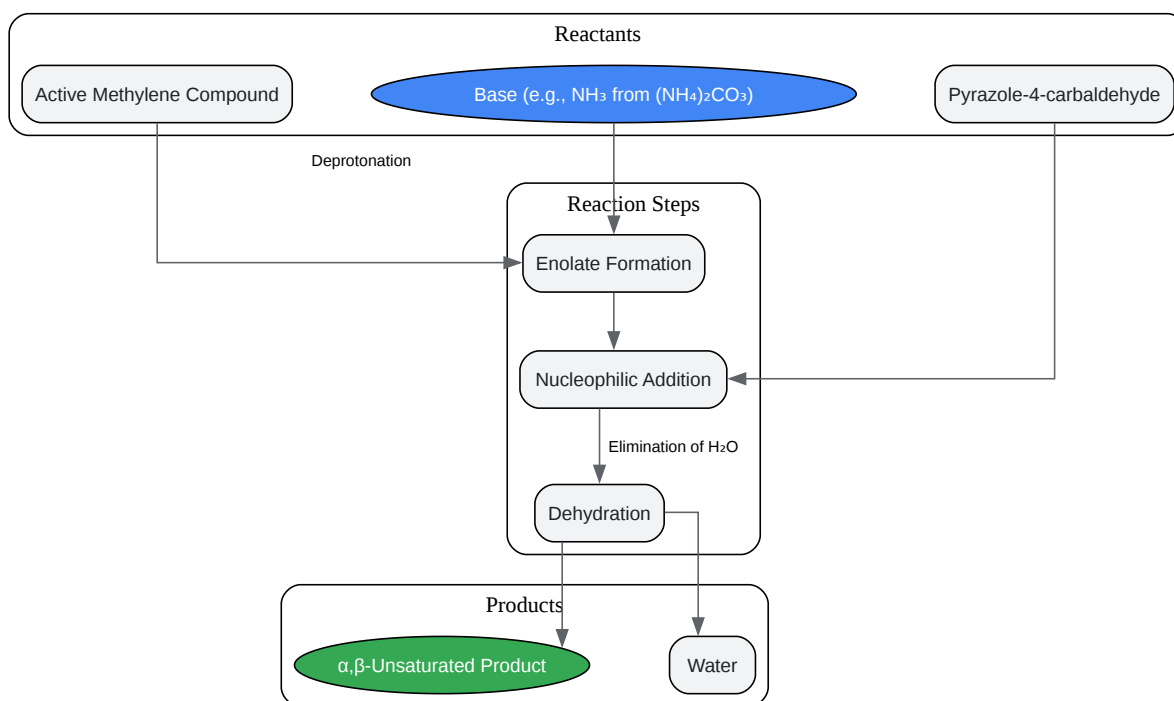 Reactants
Active Methylene Compound
Base (e.g., NH₃ from (NH₄)₂CO₃)
Pyrazole-4-carbaldehyde
Deprotonation
Reaction Steps
Enolate Formation
Nucleophilic Addition
Elimination of H₂O
Dehydration
Products
α,β-Unsaturated Product
Water